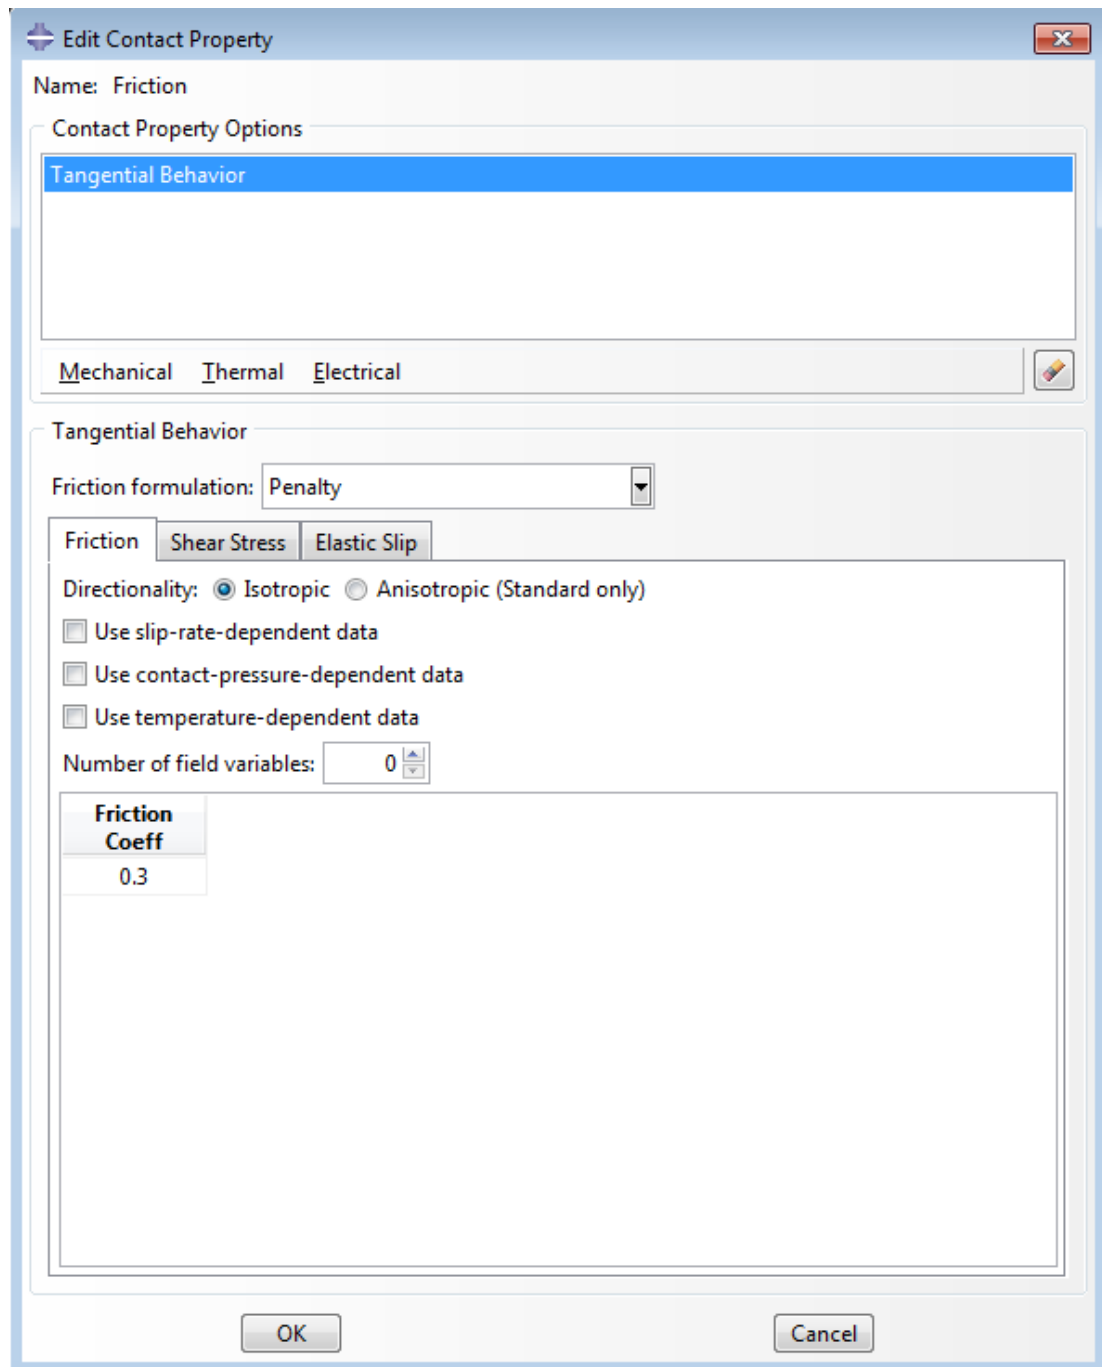 Edit Contact Property
Name: Friction
Contact Property Options
Tangential Behavior
Mechanical Thermal Electrical
Tangential Behavior
Friction formulation: Penalty
Friction Shear Stress Elastic Slip
Directionality: Isotropic Anisotropic (Standard only)
Use slip-rate-dependent data
Use contact-pressure-dependent data
Use temperature-dependent data
Number of field variables: 0
Friction
Coeff
0.3
OK Cancel